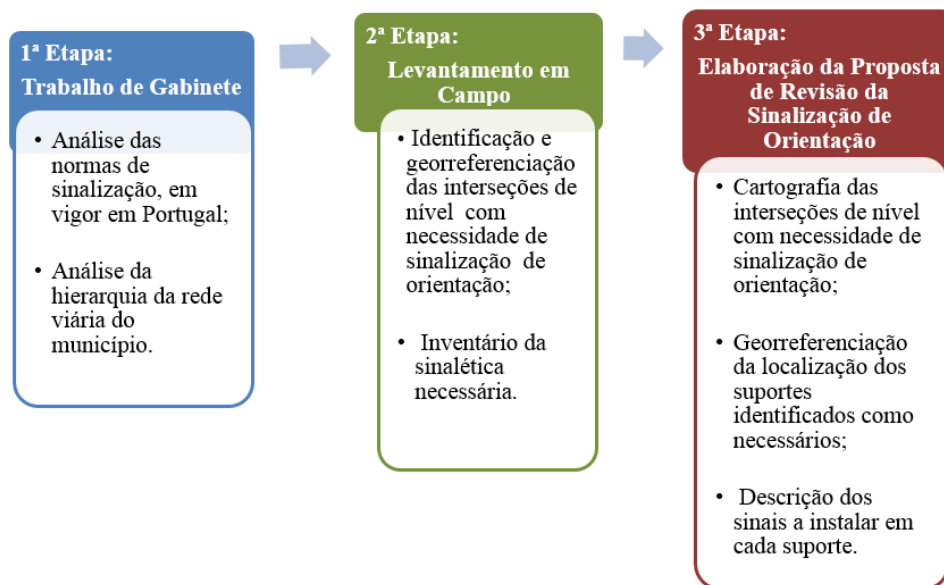 1ª Etapa:
Trabalho de Gabinete
• Análise das
normas de
sinalização, em
vigor em Portugal;
• Análise da
hierarquia da rede
viária do
município.
2ª Etapa:
Levantamento em
Campo
• Identificação e
georreferenciação
das interseções de
nível com
necessidade de
sinalização de
orientação;
• Inventário da
sinalética
necessária.
3ª Etapa:
Elaboração da Proposta
de Revisão da
Sinalização de
Orientação
• Cartografia das
interseções de nível
com necessidade de
sinalização de
orientação;
• Georreferenciação
da localização dos
suportes
identificados como
necessários;
• Descrição dos
sinais a instalar em
cada suporte.